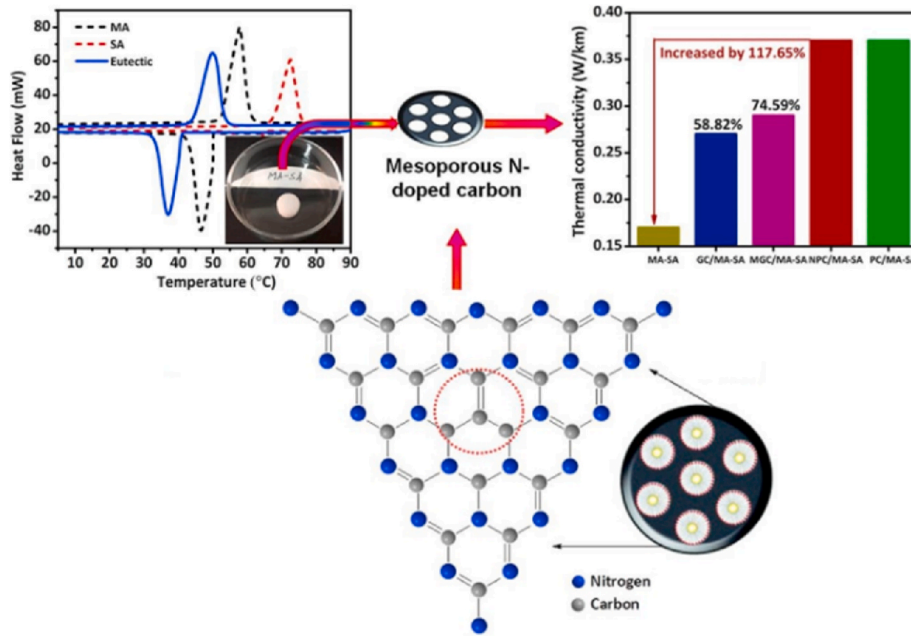 Heat Flow (mW)
80
60
40
20
0
-20
-40
MA
SA
Eutectic
MA-SA
10 20 30 40 50 60 70 80 90
Temperature (°C)
Mesoporous N-
doped carbon
Thermal conductivity (W/km)
0.40
0.35
0.30
0.25
0.20
0.15
Increased by 117.65%
58.82%
74.59%
MA-SA GC/MA-SA MGC/MA-SA NPC/MA-SA PC/MA-SA
Nitrogen
Carbon